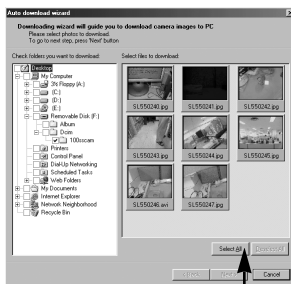 Auto download wizard
Downloading wizard will guide you to download camera images to PC
Please select photos to download.
To go to next step, press 'Next' button
Check folders you want to download:
Select files to download:
Desktop
My Computer
3½ Floppy (A:)
(C:)
(D:)
(E:)
Removable Disk (F:)
Album
Dcim
100sscam
Printers
Control Panel
Dial-Up Networking
Scheduled Tasks
Web Folders
My Documents
Internet Explorer
Network Neighborhood
Recycle Bin
SL550240.jpg
SL550241.jpg
SL550242.jpg
SL550243.jpg
SL550244.jpg
SL550245.jpg
SL550246.avi
SL550247.jpg
Select All
< Back
Cancel